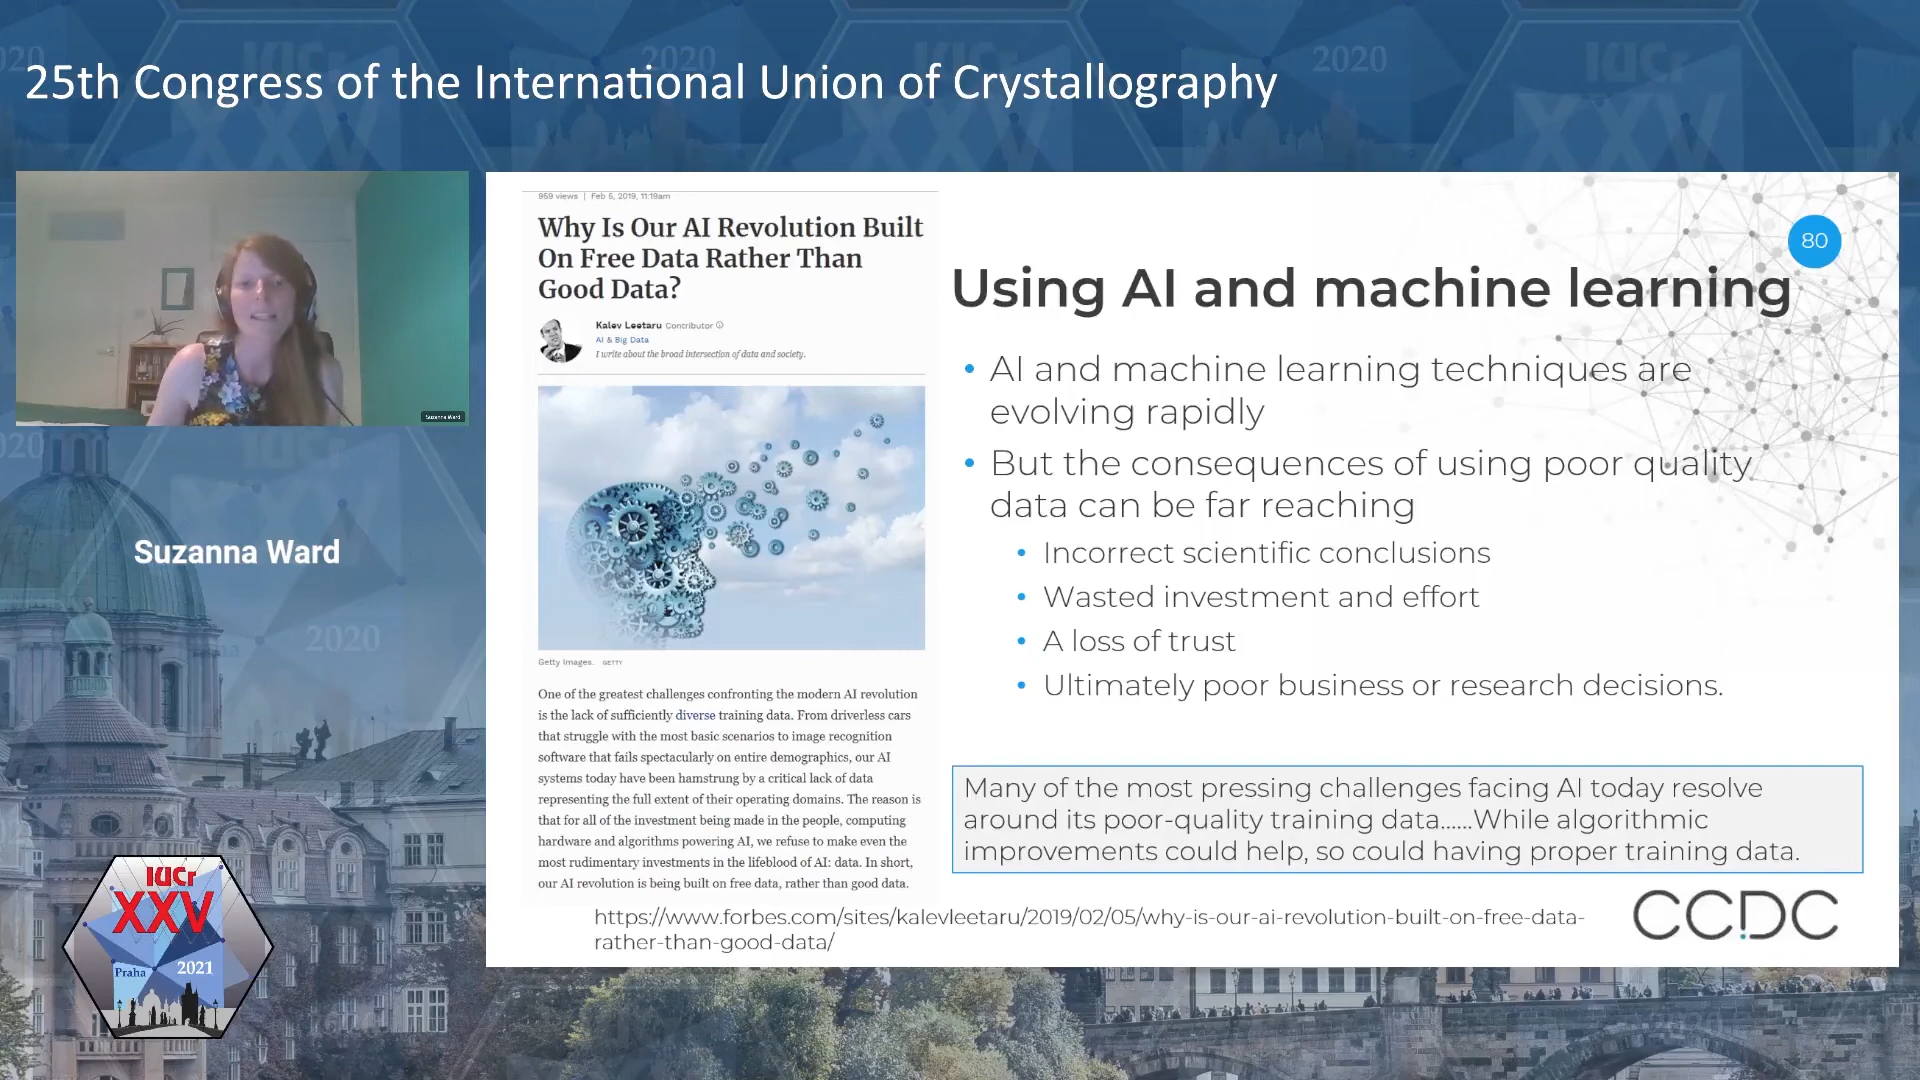 25th Congress of the International Union of Crystallography
Suzanna Ward
Suzanna Ward
IUCr
XXV
Praha
2021
2020
2020
2020
959 views | Feb 5, 2019, 11:19am
Why Is Our AI Revolution Built
On Free Data Rather Than
Good Data?
Kalev Leetaru Contributor
AI & Big Data
I write about the broad intersection of data and society.
Getty Images. GETTY
One of the greatest challenges confronting the modern AI revolution
is the lack of sufficiently diverse training data. From driverless cars
that struggle with the most basic scenarios to image recognition
software that fails spectacularly on entire demographics, our AI
systems today have been hamstrung by a critical lack of data
representing the full extent of their operating domains. The reason is
that for all of the investment being made in the people, computing
hardware and algorithms powering AI, we refuse to make even the
most rudimentary investments in the lifeblood of AI: data. In short,
our AI revolution is being built on free data, rather than good data.
80
Using AI and machine learning
• AI and machine learning techniques are
evolving rapidly
• But the consequences of using poor quality
data can be far reaching
• Incorrect scientific conclusions
• Wasted investment and effort
• A loss of trust
• Ultimately poor business or research decisions.
Many of the most pressing challenges facing AI today resolve
around its poor-quality training data......While algorithmic
improvements could help, so could having proper training data.
https://www.forbes.com/sites/kalevleetaru/2019/02/05/why-is-our-ai-revolution-built-on-free-data-
rather-than-good-data/
CCDC